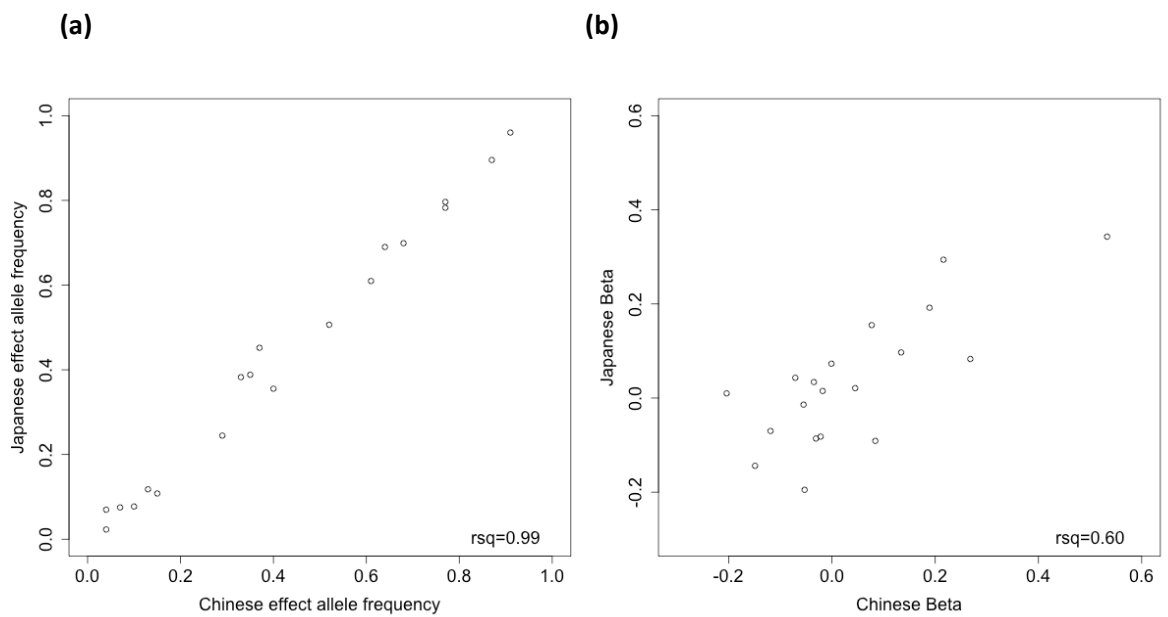 (a)
Japanese effect allele frequency
1.0
0.8
0.6
0.4
0.2
0.0
rsq=0.99
0.0 0.2 0.4 0.6 0.8 1.0
Chinese effect allele frequency
(b)
Japanese Beta
0.6
0.4
0.2
0.0
-0.2
rsq=0.60
-0.2 0.0 0.2 0.4 0.6
Chinese Beta